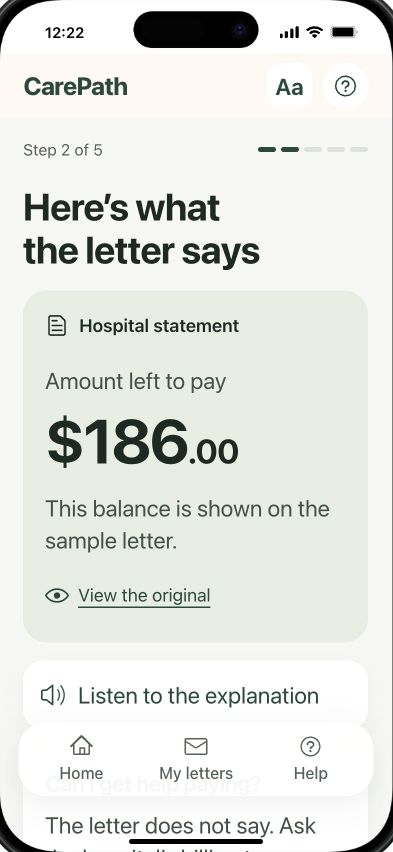 12:22
CarePath
Aa
Step 2 of 5
Here's what
the letter says
Hospital statement
Amount left to pay
$186.00
This balance is shown on the
sample letter.
View the original
Listen to the explanation
Can I get help paying?
Home
My letters
Help
The letter does not say. Ask